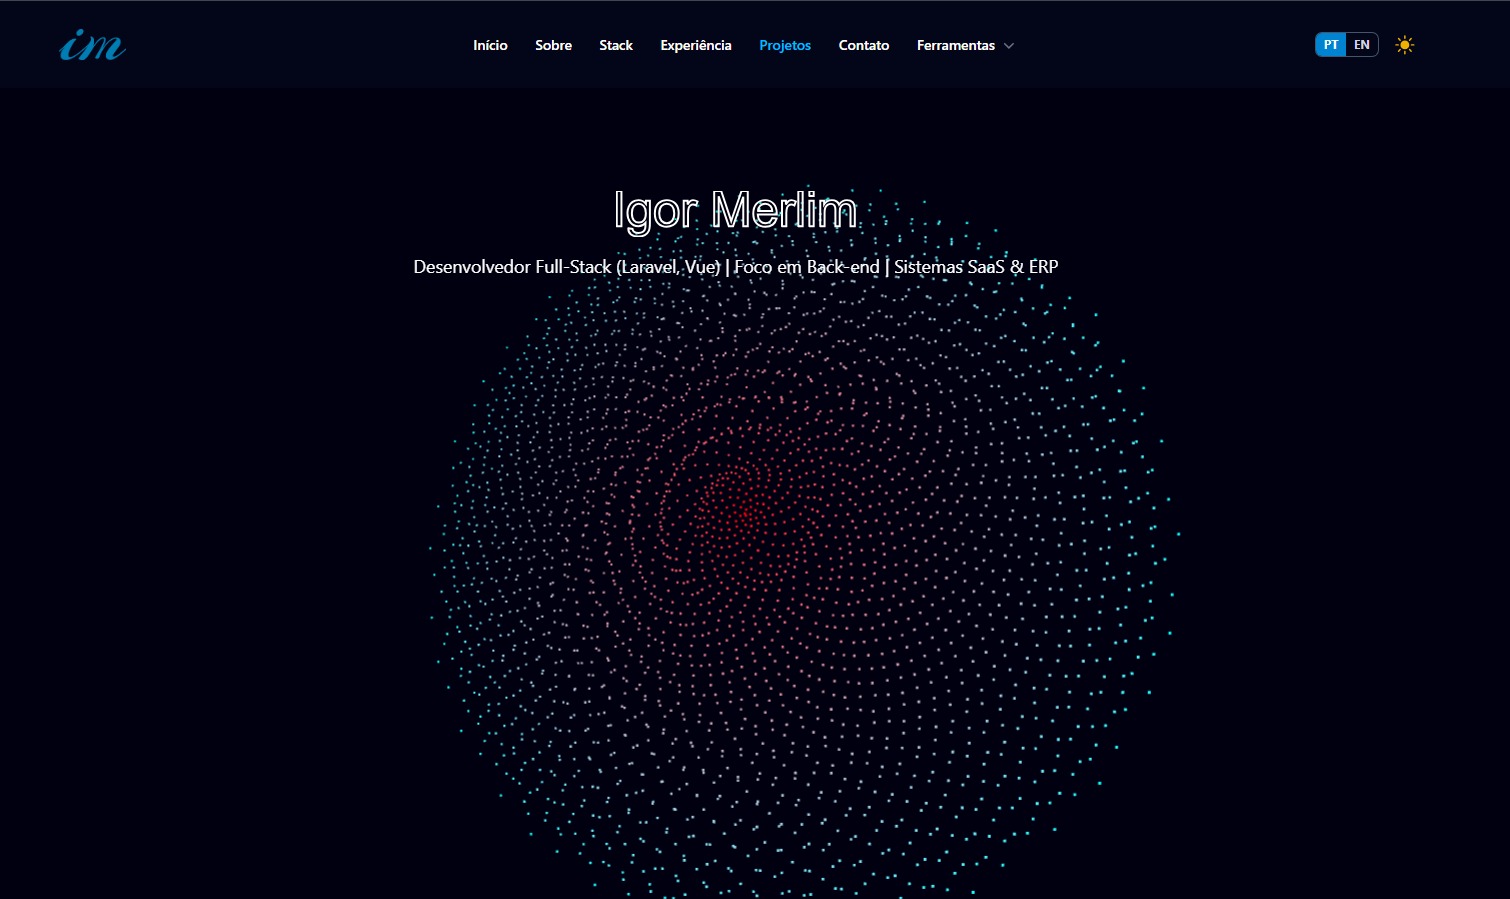 im
Início Sobre Stack Experiência Projetos Contato Ferramentas
PT EN
Igor Merlim
Desenvolvedor Full-Stack (Laravel, Vue) | Foco em Back-end | Sistemas SaaS & ERP